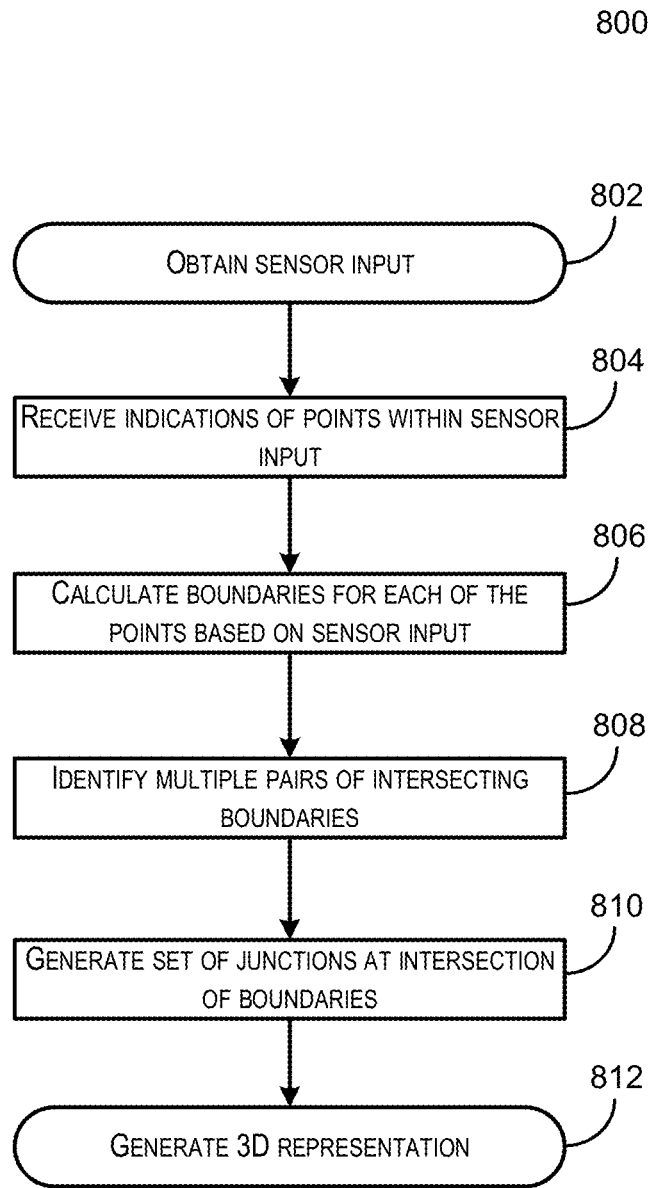 800
802
OBTAIN SENSOR INPUT
804
RECEIVE INDICATIONS OF POINTS WITHIN SENSOR
INPUT
806
CALCULATE BOUNDARIES FOR EACH OF THE
POINTS BASED ON SENSOR INPUT
808
IDENTIFY MULTIPLE PAIRS OF INTERSECTING
BOUNDARIES
810
GENERATE SET OF JUNCTIONS AT INTERSECTION
OF BOUNDARIES
812
GENERATE 3D REPRESENTATION